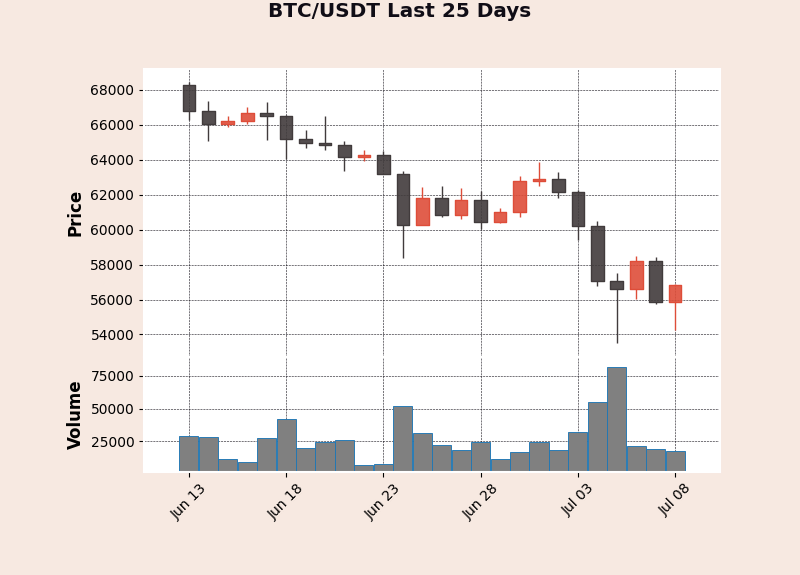 BTC/USDT Last 25 Days
68000
66000
64000
62000
60000
58000
56000
54000
Price
75000
50000
25000
Volume
Jun 13
Jun 18
Jun 23
Jun 28
Jul 03
Jul 08